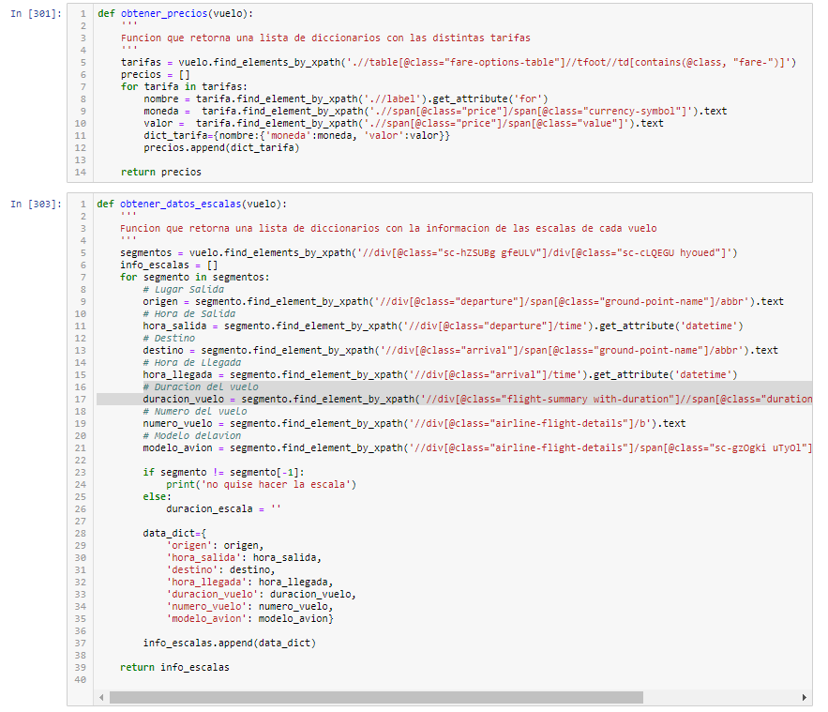 In [301]:
1 def obtener_precios(vuelo):
2     '''
3     Funcion que retorna una lista de diccionarios con las distintas tarifas
4     '''
5     tarifas = vuelo.find_elements_by_xpath('.//table[@class="fare-options-table"]//tfoot//td[contains(@class, "fare-")]')
6     precios = []
7     for tarifa in tarifas:
8         nombre = tarifa.find_element_by_xpath('.//label').get_attribute('for')
9         moneda =  tarifa.find_element_by_xpath('.//span[@class="price"]/span[@class="currency-symbol"]').text
10         valor =  tarifa.find_element_by_xpath('.//span[@class="price"]/span[@class="value"]').text
11         dict_tarifa={nombre:{'moneda':moneda, 'valor':valor}}
12         precios.append(dict_tarifa)
13
14     return precios
In [303]:
1 def obtener_datos_escalas(vuelo):
2     '''
3     Funcion que retorna una lista de diccionarios con la informacion de las escalas de cada vuelo
4     '''
5     segmentos = vuelo.find_elements_by_xpath('//div[@class="sc-hZSUBg gfeULV"]/div[@class="sc-cLQEGU hyoued"]')
6     info_escalas = []
7     for segmento in segmentos:
8         # Lugar Salida
9         origen = segmento.find_element_by_xpath('//div[@class="departure"]/span[@class="ground-point-name"]/abbr').text
10         # Hora de Salida
11         hora_salida = segmento.find_element_by_xpath('//div[@class="departure"]/time').get_attribute('datetime')
12         # Destino
13         destino = segmento.find_element_by_xpath('//div[@class="arrival"]/span[@class="ground-point-name"]/abbr').text
14         # Hora de Llegada
15         hora_llegada = segmento.find_element_by_xpath('//div[@class="arrival"]/time').get_attribute('datetime')
16         # Duracion del vuelo
17         duracion_vuelo = segmento.find_element_by_xpath('//div[@class="flight-summary with-duration"]//span[@class="duration
18         # Numero del vuelo
19         numero_vuelo = segmento.find_element_by_xpath('//div[@class="airline-flight-details"]/b').text
20         # Modelo delavion
21         modelo_avion = segmento.find_element_by_xpath('//div[@class="airline-flight-details"]/span[@class="sc-gzOgki uTyOl"]
22
23         if segmento != segmento[-1]:
24             print('no quise hacer la escala')
25         else:
26             duracion_escala = ''
27
28         data_dict={
29             'origen': origen,
30             'hora_salida': hora_salida,
31             'destino': destino,
32             'hora_llegada': hora_llegada,
33             'duracion_vuelo': duracion_vuelo,
34             'numero_vuelo': numero_vuelo,
35             'modelo_avion': modelo_avion}
36
37         info_escalas.append(data_dict)
38
39     return info_escalas
40